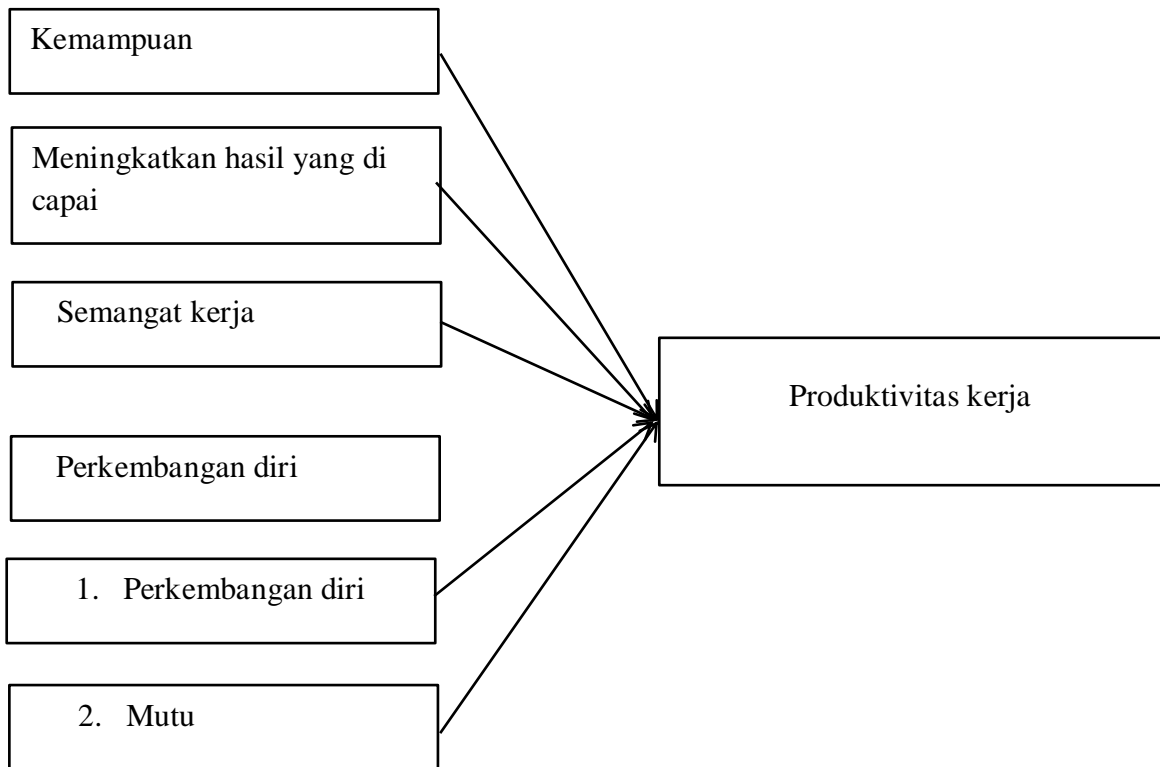 Kemampuan
Meningkatkan hasil yang di
capai
Semangat kerja
Produktivitas kerja
Perkembangan diri
1. Perkembangan diri
2. Mutu